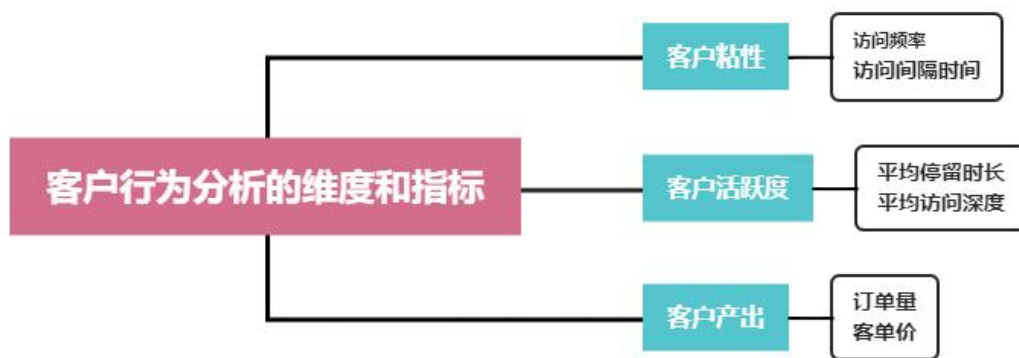 客户粘性
访问频率
访问间隔时间
客户行为分析的维度和指标
客户活跃度
平均停留时长
平均访问深度
客户产出
订单量
客单价